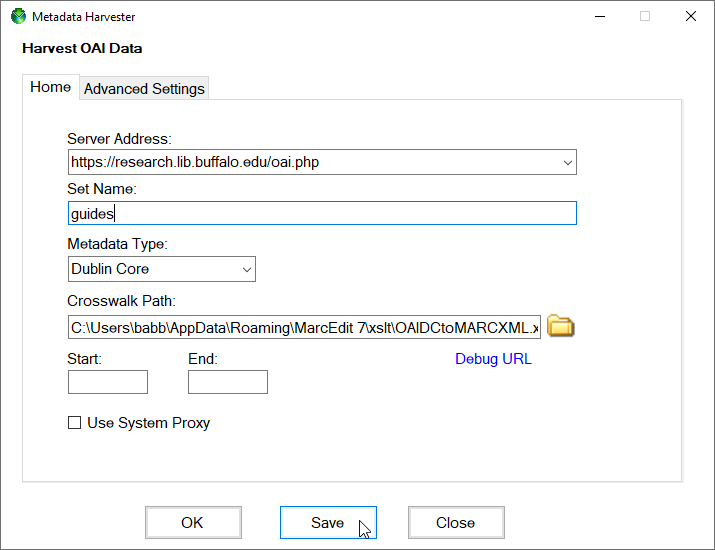 Metadata Harvester
Harvest OAI Data
Home
Advanced Settings
Server Address:
https://research.lib.buffalo.edu/oai.php
Set Name:
guides
Metadata Type:
Dublin Core
Crosswalk Path:
C:\Users\babb\AppData\Roaming\MarcEdit 7\xslt\OAIDCtoMARCXML.x
Start:
End:
Debug URL
Use System Proxy
OK
Save
Close